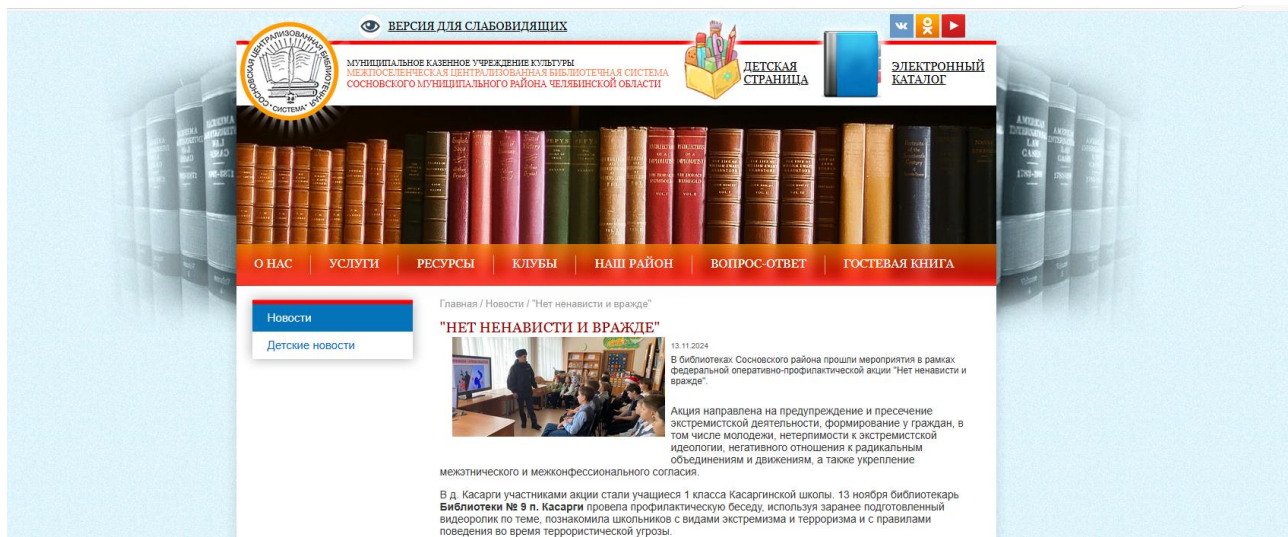 ВЕРСИЯ ДЛЯ СЛАБОВИДЯЩИХ
СОСНОВСКАЯ ЦЕНТРАЛИЗОВАННАЯ БИБЛИОТЕЧНАЯ
СИСТЕМА
МУНИЦИПАЛЬНОЕ КАЗЕННОЕ УЧРЕЖДЕНИЕ КУЛЬТУРЫ
МЕЖПОСЕЛЕНЧЕСКАЯ ЦЕНТРАЛИЗОВАННАЯ БИБЛИОТЕЧНАЯ СИСТЕМА
СОСНОВСКОГО МУНИЦИПАЛЬНОГО РАЙОНА ЧЕЛЯБИНСКОЙ ОБЛАСТИ
ДЕТСКАЯ
СТРАНИЦА
ЭЛЕКТРОННЫЙ
КАТАЛОГ
О НАС
УСЛУГИ
РЕСУРСЫ
КЛУБЫ
НАШ РАЙОН
ВОПРОС-ОТВЕТ
ГОСТЕВАЯ КНИГА
Новости
Детские новости
Главная / Новости / "Нет ненависти и вражде"
"НЕТ НЕНАВИСТИ И ВРАЖДЕ"
13.11.2024
В библиотеках Сосновского района прошли мероприятия в рамках
федеральной оперативно-профилактической акции "Нет ненависти и
вражде".
Акция направлена на предупреждение и пресечение
экстремистской деятельности, формирование у граждан, в
том числе молодежи, нетерпимости к экстремистской
идеологии, негативного отношения к радикальным
объединениям и движениям, а также укрепление
межэтнического и межконфессионального согласия.
В д. Касарги участниками акции стали учащиеся 1 класса Касаргинской школы. 13 ноября библиотекарь
Библиотеки № 9 п. Касарги провела профилактическую беседу, используя заранее подготовленный
видеоролик по теме, познакомила школьников с видами экстремизма и терроризма и с правилами
поведения во время террористической угрозы.